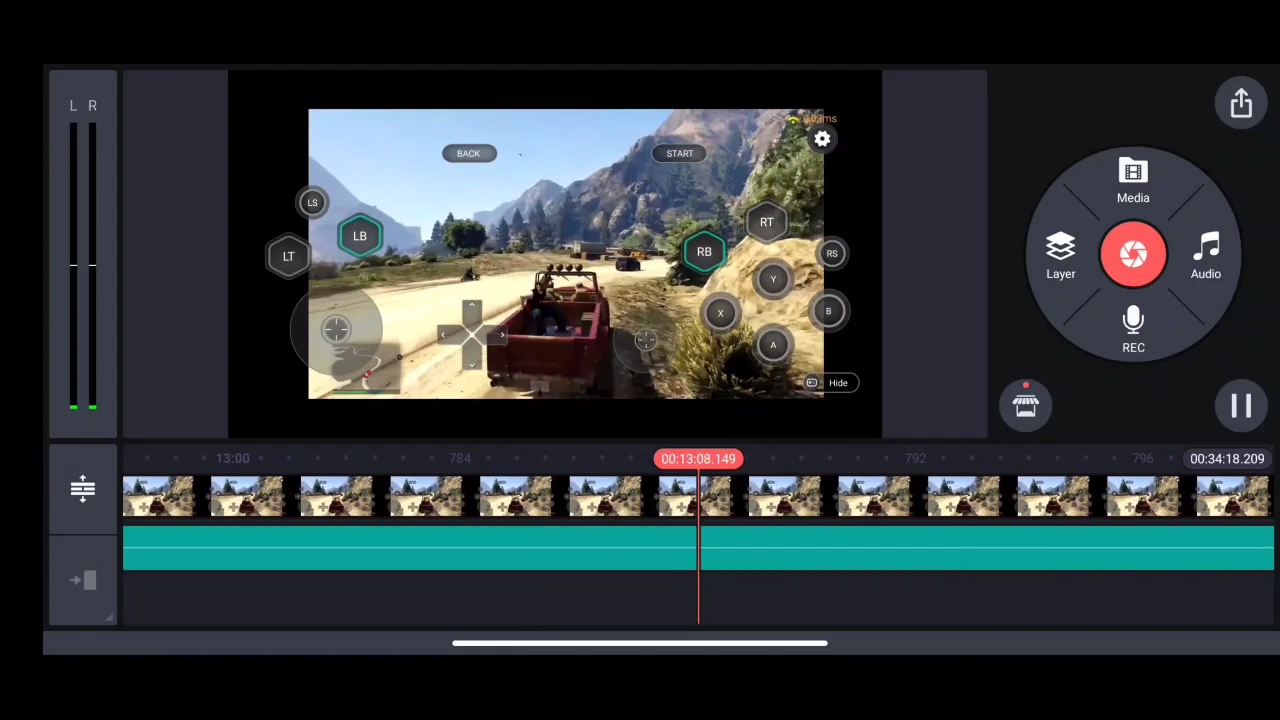 L R
BACK
START
LS
LB
LT
RT
RB
RS
Y
X
B
A
Hide
Media
Layer
Audio
REC
13:00
784
00:13:08.149
792
796
00:34:18.209